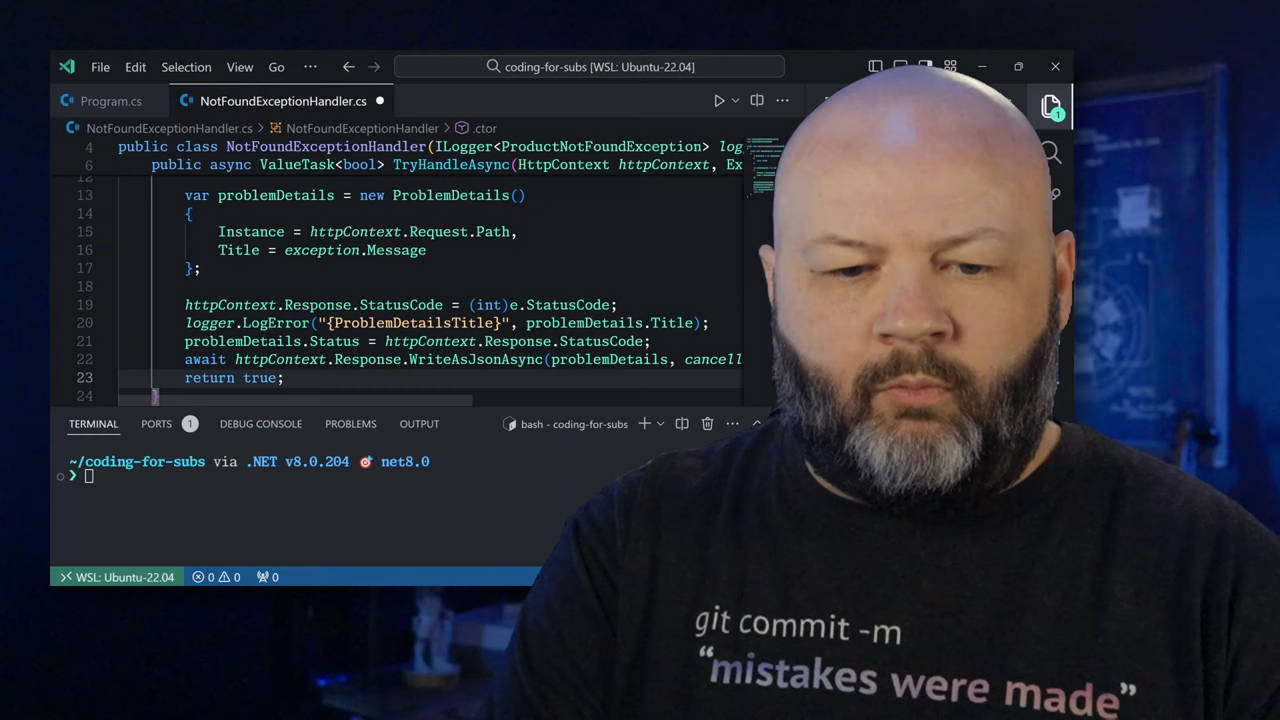 File Edit Selection View Go ··· coding-for-subs [WSL: Ubuntu-22.04]
Program.cs NotFoundExceptionHandler.cs
NotFoundExceptionHandler.cs > NotFoundExceptionHandler > .ctor
1
4 public class NotFoundExceptionHandler(ILogger<ProductNotFoundException> log
6 public async ValueTask<bool> TryHandleAsync(HttpContext httpContext, Ex
12
13 var problemDetails = new ProblemDetails()
14 {
15 Instance = httpContext.Request.Path,
16 Title = exception.Message
17 };
18
19 httpContext.Response.StatusCode = (int)e.StatusCode;
20 logger.LogError("{ProblemDetailsTitle}", problemDetails.Title);
21 problemDetails.Status = httpContext.Response.StatusCode;
22 await httpContext.Response.WriteAsJsonAsync(problemDetails, cancell
23 return true;
24 }
TERMINAL PORTS 1 DEBUG CONSOLE PROBLEMS OUTPUT bash - coding-for-subs
~/coding-for-subs via .NET v8.0.204 🎯 net8.0
❯
WSL: Ubuntu-22.04 0 0 0
git commit -m
“mistakes were made”